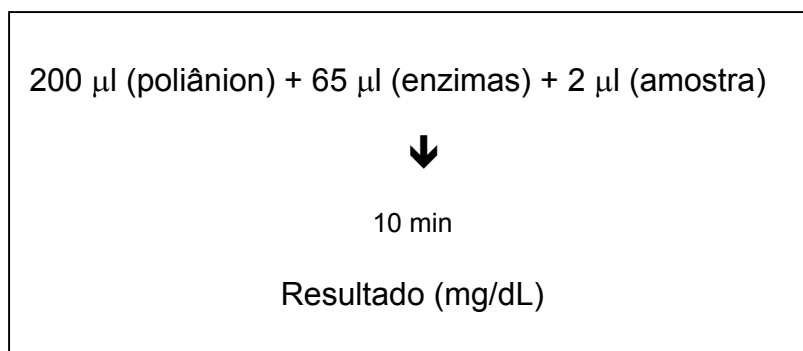 200 μl (poliânion) + 65 μl (enzimas) + 2 μl (amostra)
10 min
Resultado (mg/dL)